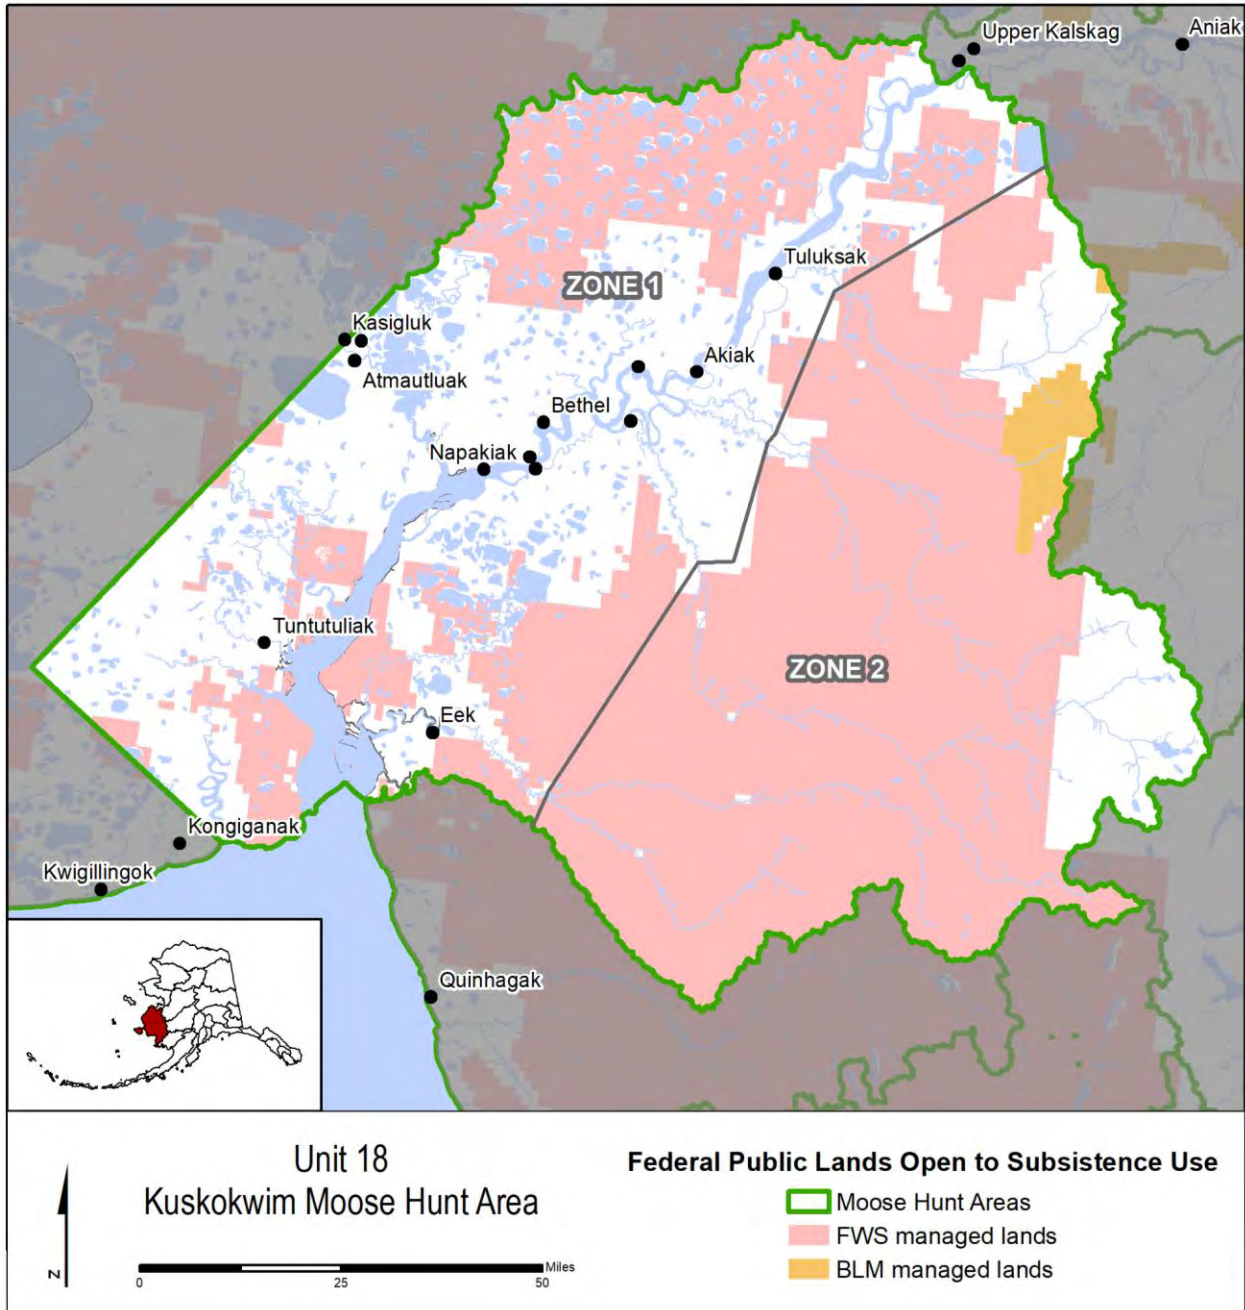 Upper Kalskag
Aniak
Tuluksak
ZONE 1
Kasigluk
Atmautluak
Akiak
Bethel
Napakiak
Tuntutuliak
ZONE 2
Eek
Kongiganak
Kwigillingok
Quinhagak
Unit 18
Kuskokwim Moose Hunt Area
N
0 25 50 Miles
Federal Public Lands Open to Subsistence Use
Moose Hunt Areas
FWS managed lands
BLM managed lands